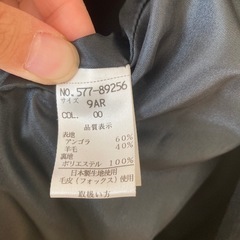 NO.577-89256
サイズ 9AR
COL. 00
品質表示
表地
アンゴラ 60%
羊毛 40%
裏地
ポリエステル 100%
日本製生地使用
毛皮(フォックス)使用
取扱い方